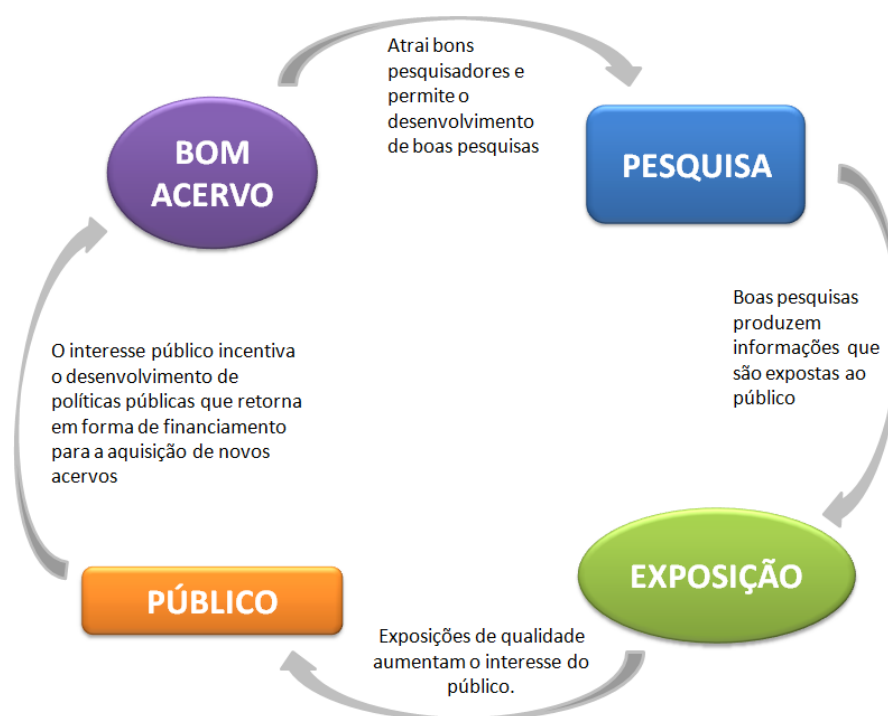 BOM
ACERVO
Atrai bons
pesquisadores e
permite o
desenvolvimento
de boas pesquisas
PESQUISA
Boas pesquisas
produzem
informações que
são expostas ao
público
EXPOSIÇÃO
Exposições de qualidade
aumentam o interesse do
público.
PÚBLICO
O interesse público incentiva
o desenvolvimento de
políticas públicas que retorna
em forma de financiamento
para a aquisição de novos
acervos